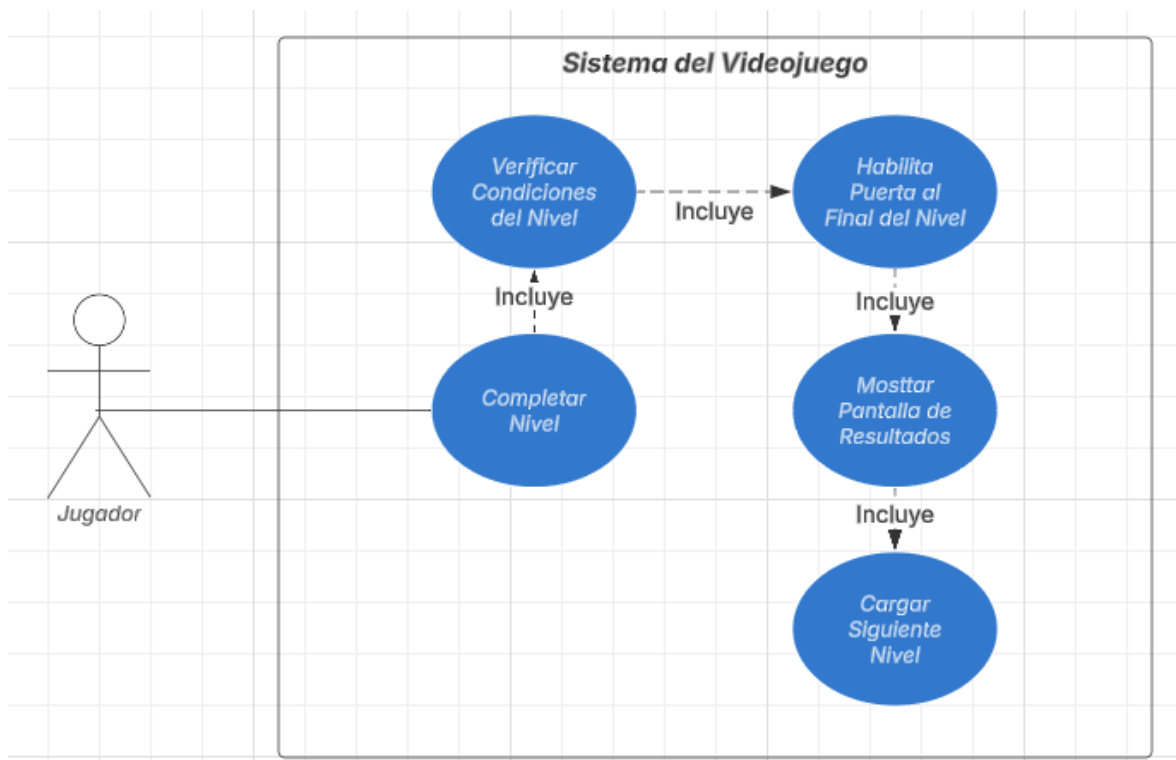 Sistema del Videojuego
Verificar
Condiciones
del Nivel
Incluye
Habilita
Puerta al
Final del Nivel
Incluye
Incluye
Completar
Nivel
Mosttar
Pantalla de
Resultados
Jugador
Incluye
Cargar
Siguiente
Nivel